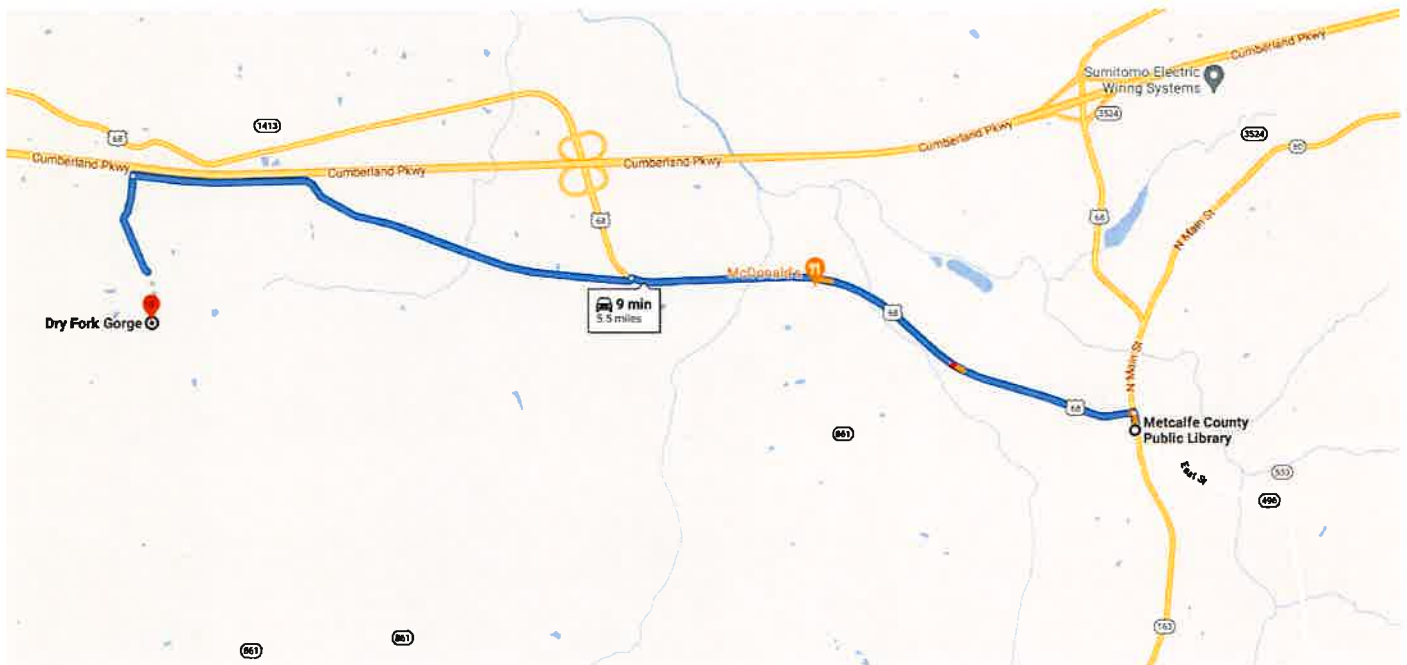 Cumberland Pkwy
Sumitomo Electric
Wiring Systems
3524
68
1413
3524
80
Cumberland Pkwy
Cumberland Pkwy
Cumberland Pkwy
Cumberland Pkwy
68
68
N Main St
McDonald's
9 min
5.5 miles
Dry Fork Gorge
68
N Main St
68
Metcalfe County
Public Library
861
East St
533
496
163
861
861